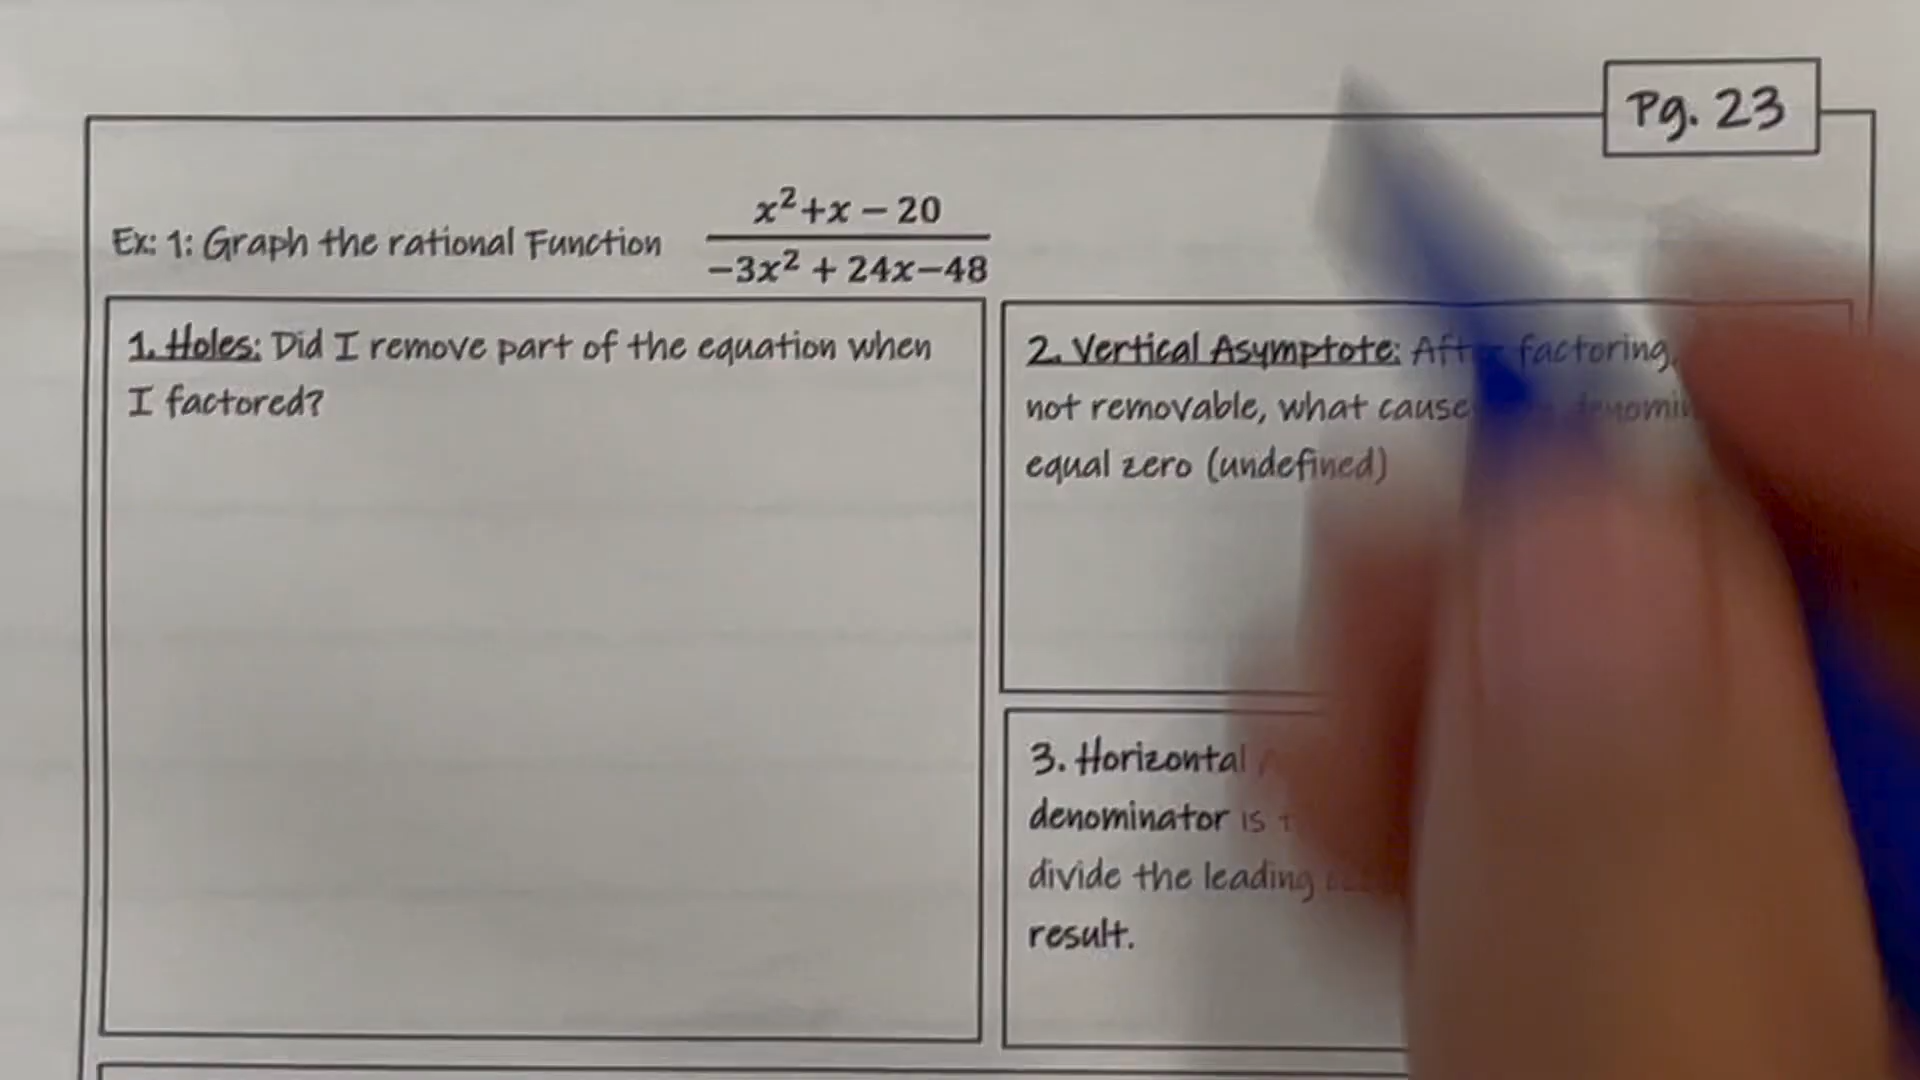 Pg. 23
Ex: 1: Graph the rational Function
x²+x − 20
−3x² + 24x−48
1. Holes: Did I remove part of the equation when
I factored?
2. Vertical Asymptote: factoring,
not removable, what
equal zero (undefined)
3. Horizontal
denominator is
divide the leading
result.